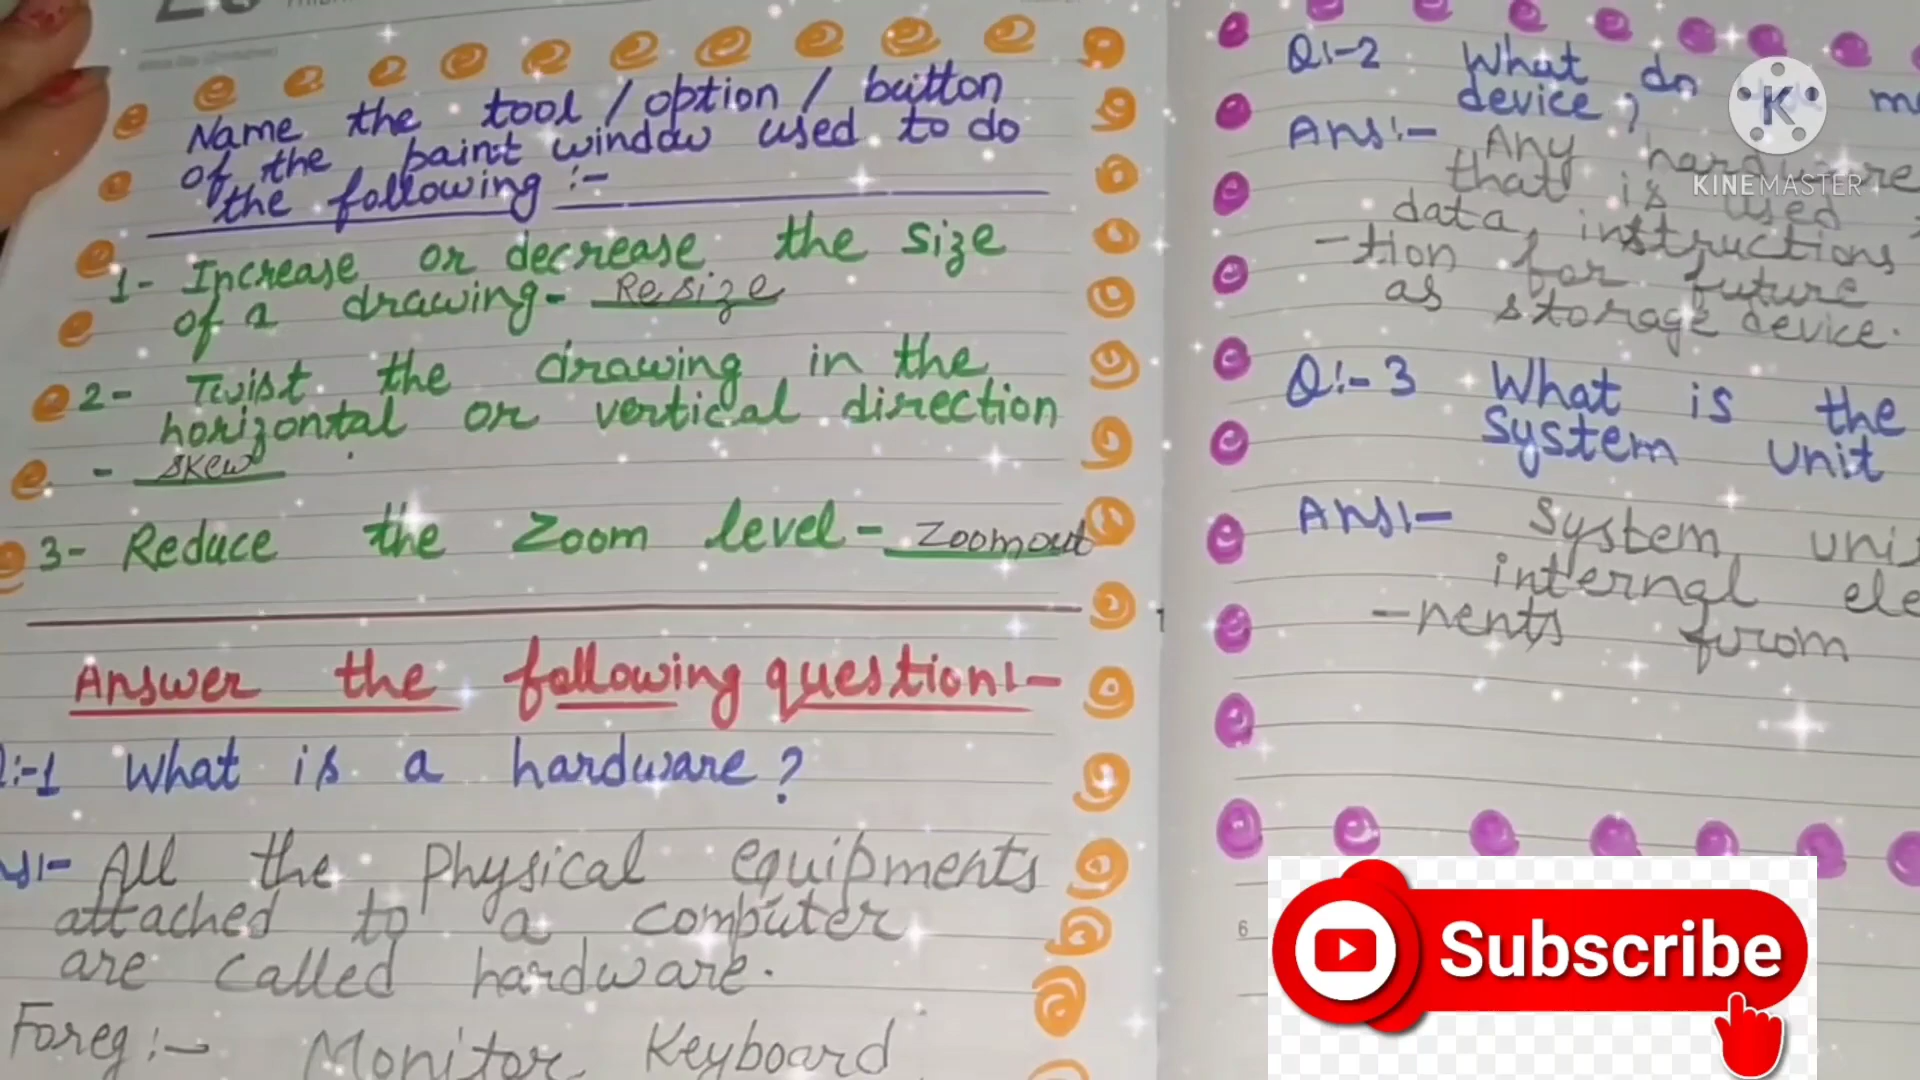 Name the tool / option / button
of the paint window used to do
the following :-
1- Increase or decrease the size
of a drawing- Resize
2- Twist the drawing in the
horizontal or vertical direction
- skew
3- Reduce the Zoom level- Zoomout
Answer the following question:-
Q:-1 What is a hardware?
All the Physical equipments
attached to a computer
are called hardware.
Foreg:- Monitor Keyboard
Q:-2 What do
device?
Ans:- Any hardware
that is used
data, instructions
-tion for future
as storage device.
Q:-3 What is the
System unit
Ans:- System
internal ele
-nents from
6
KINEMASTER
Subscribe